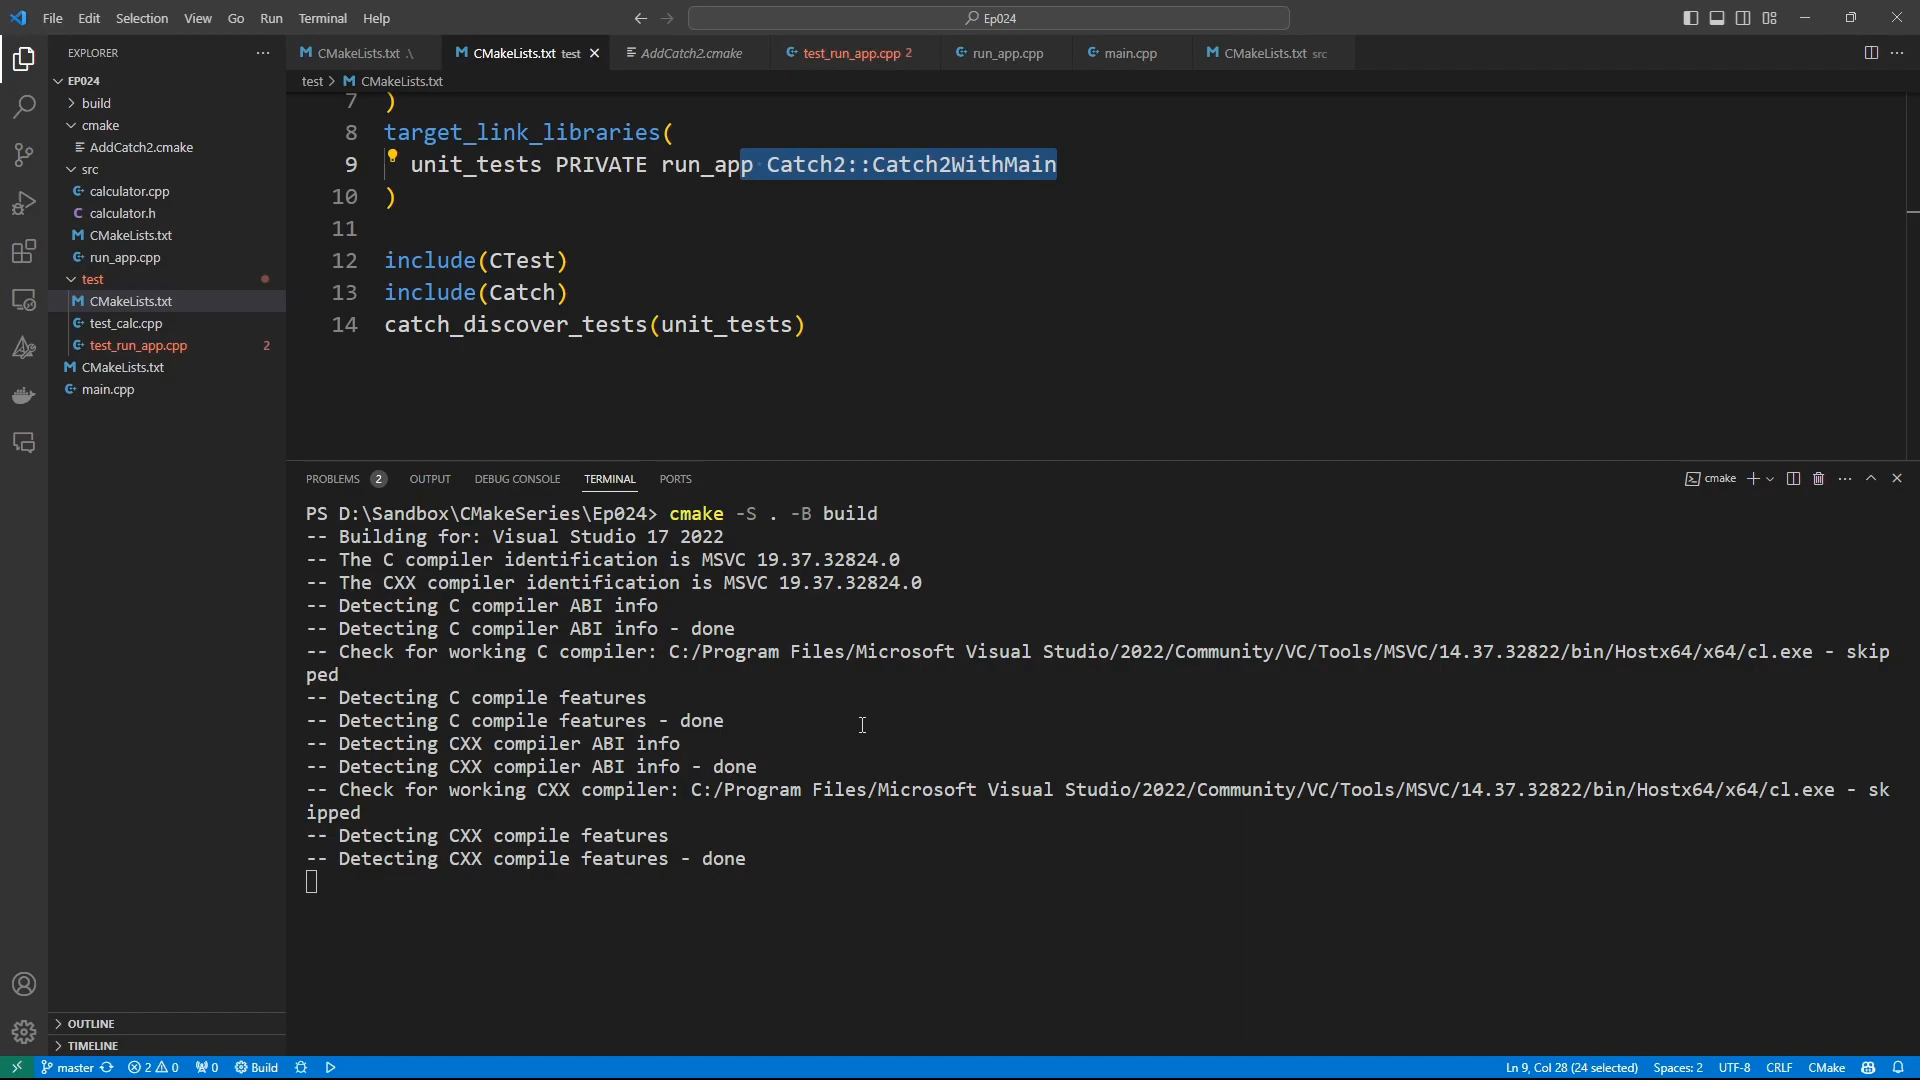 File Edit Selection View Go Run Terminal Help
Ep024
EXPLORER
CMakeLists.txt .\
CMakeLists.txt test
AddCatch2.cmake
test_run_app.cpp 2
run_app.cpp
main.cpp
CMakeLists.txt src
test > CMakeLists.txt
EP024
build
cmake
AddCatch2.cmake
src
calculator.cpp
calculator.h
CMakeLists.txt
run_app.cpp
test
CMakeLists.txt
test_calc.cpp
test_run_app.cpp 2
CMakeLists.txt
main.cpp
OUTLINE
TIMELINE
7 )
8 target_link_libraries(
9 unit_tests PRIVATE run_app Catch2::Catch2WithMain
10 )
11
12 include(CTest)
13 include(Catch)
14 catch_discover_tests(unit_tests)
PROBLEMS 2 OUTPUT DEBUG CONSOLE TERMINAL PORTS
cmake
PS D:\Sandbox\CMakeSeries\Ep024> cmake -S . -B build
-- Building for: Visual Studio 17 2022
-- The C compiler identification is MSVC 19.37.32824.0
-- The CXX compiler identification is MSVC 19.37.32824.0
-- Detecting C compiler ABI info
-- Detecting C compiler ABI info - done
-- Check for working C compiler: C:/Program Files/Microsoft Visual Studio/2022/Community/VC/Tools/MSVC/14.37.32822/bin/Hostx64/x64/cl.exe - skip
ped
-- Detecting C compile features
-- Detecting C compile features - done
-- Detecting CXX compiler ABI info
-- Detecting CXX compiler ABI info - done
-- Check for working CXX compiler: C:/Program Files/Microsoft Visual Studio/2022/Community/VC/Tools/MSVC/14.37.32822/bin/Hostx64/x64/cl.exe - sk
ipped
-- Detecting CXX compile features
-- Detecting CXX compile features - done
master 2 0 0 Build
Ln 9, Col 28 (24 selected) Spaces: 2 UTF-8 CRLF CMake